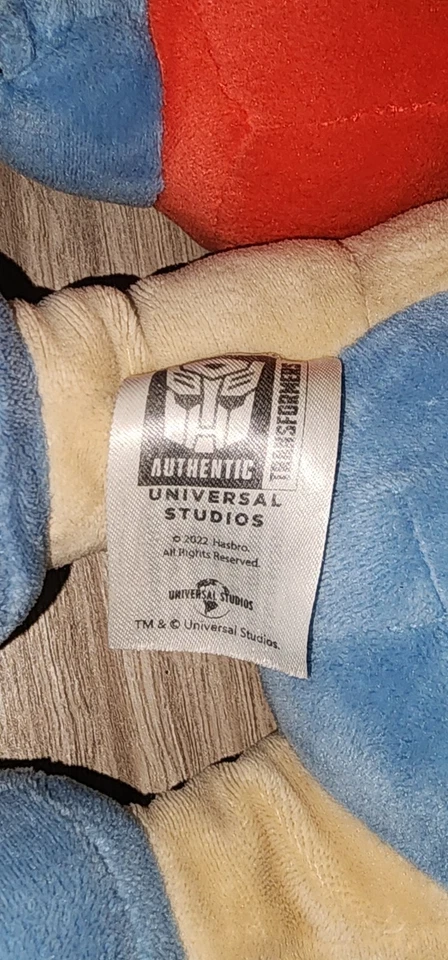 TRANSFORMERS
AUTHENTIC
UNIVERSAL
STUDIOS
© 2022 Hasbro.
All Rights Reserved.
UNIVERSAL STUDIOS
TM & © Universal Studios.